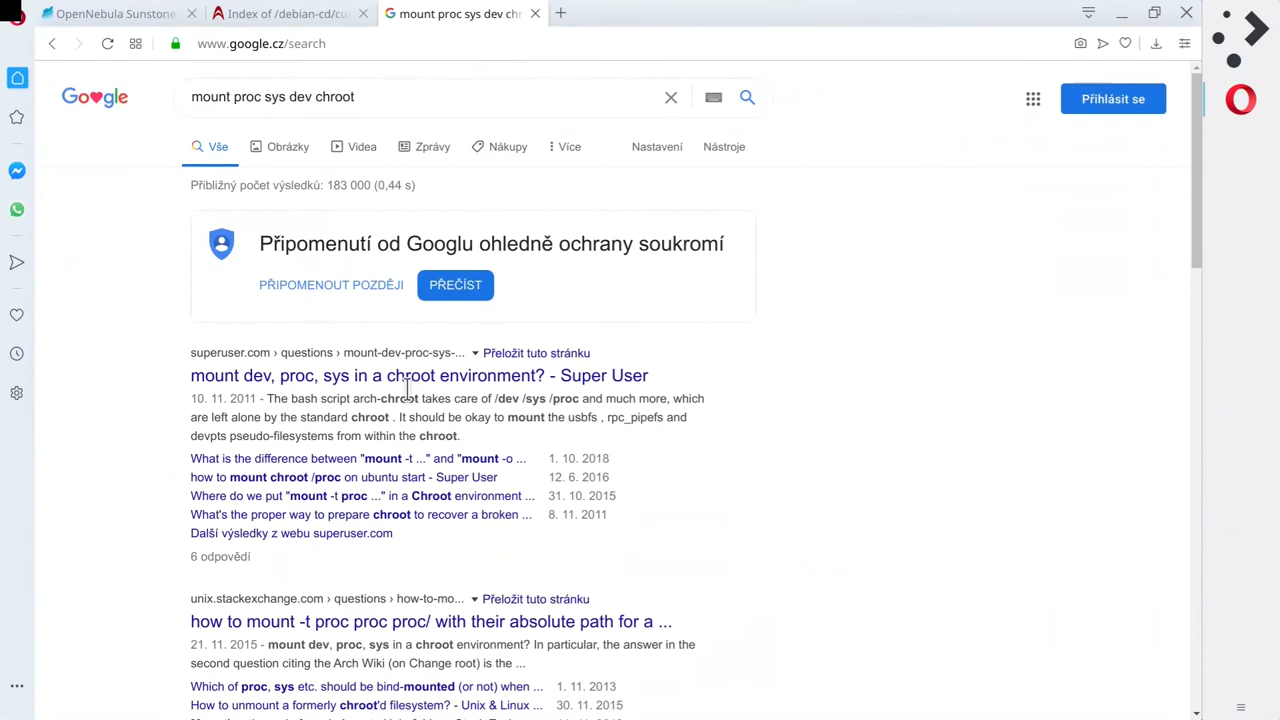 OpenNebula Sunstone
Index of /debian-cd/cu
mount proc sys dev chr
www.google.cz/search
Google
mount proc sys dev chroot
Přihlásit se
Vše
Obrázky
Videa
Zprávy
Nákupy
Více
Nastavení
Nástroje
Přibližný počet výsledků: 183 000 (0,44 s)
Připomenutí od Googlu ohledně ochrany soukromí
PŘIPOMENOUT POZDĚJI
PŘEČÍST
superuser.com › questions › mount-dev-proc-sys-... Přeložit tuto stránku
mount dev, proc, sys in a chroot environment? - Super User
10. 11. 2011 - The bash script arch-chroot takes care of /dev /sys /proc and much more, which
are left alone by the standard chroot . It should be okay to mount the usbfs , rpc_pipefs and
devpts pseudo-filesystems from within the chroot.
What is the difference between "mount -t ..." and "mount -o ... 1. 10. 2018
how to mount chroot /proc on ubuntu start - Super User 12. 6. 2016
Where do we put "mount -t proc ..." in a Chroot environment ... 31. 10. 2015
What's the proper way to prepare chroot to recover a broken ... 8. 11. 2011
Další výsledky z webu superuser.com
6 odpovědí
unix.stackexchange.com › questions › how-to-mo... Přeložit tuto stránku
how to mount -t proc proc proc/ with their absolute path for a ...
21. 11. 2015 - mount dev, proc, sys in a chroot environment? In particular, the answer in the
second question citing the Arch Wiki (on Change root) is the ...
Which of proc, sys etc. should be bind-mounted (or not) when ... 1. 11. 2013
How to unmount a formerly chroot'd filesystem? - Unix & Linux ... 30. 11. 2015